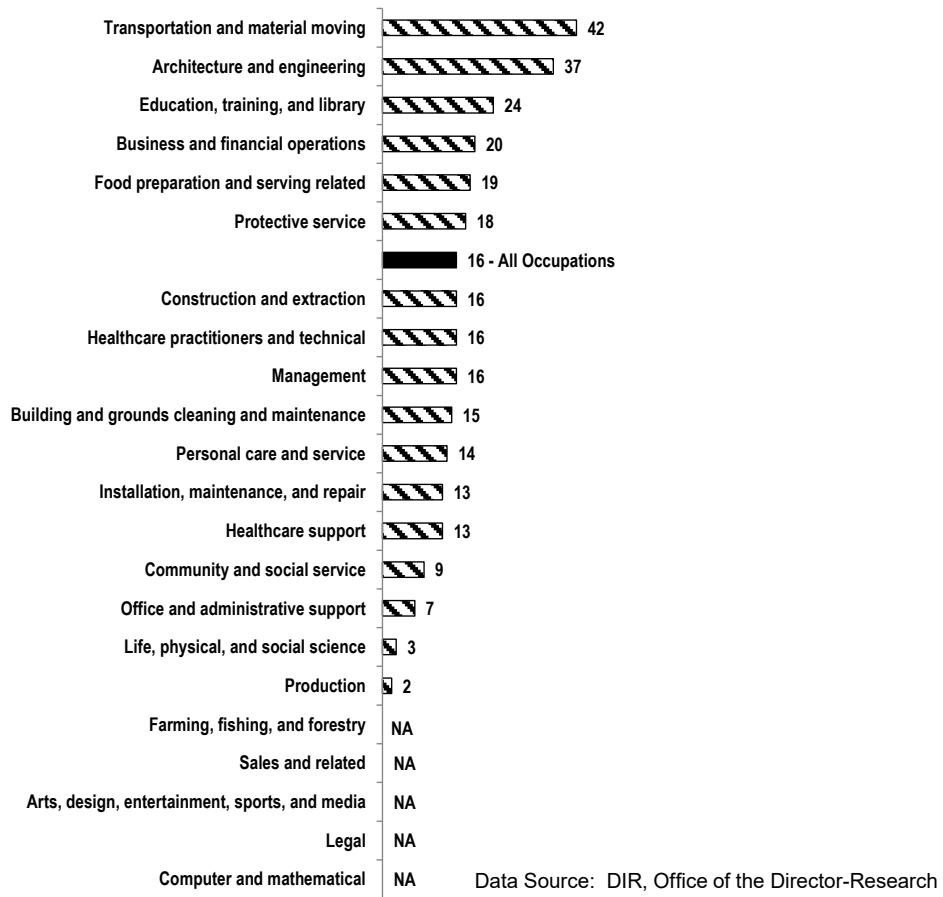 Transportation and material moving 42
Architecture and engineering 37
Education, training, and library 24
Business and financial operations 20
Food preparation and serving related 19
Protective service 18
16 - All Occupations
Construction and extraction 16
Healthcare practitioners and technical 16
Management 16
Building and grounds cleaning and maintenance 15
Personal care and service 14
Installation, maintenance, and repair 13
Healthcare support 13
Community and social service 9
Office and administrative support 7
Life, physical, and social science 3
Production 2
Farming, fishing, and forestry NA
Sales and related NA
Arts, design, entertainment, sports, and media NA
Legal NA
Computer and mathematical NA Data Source: DIR, Office of the Director-Research